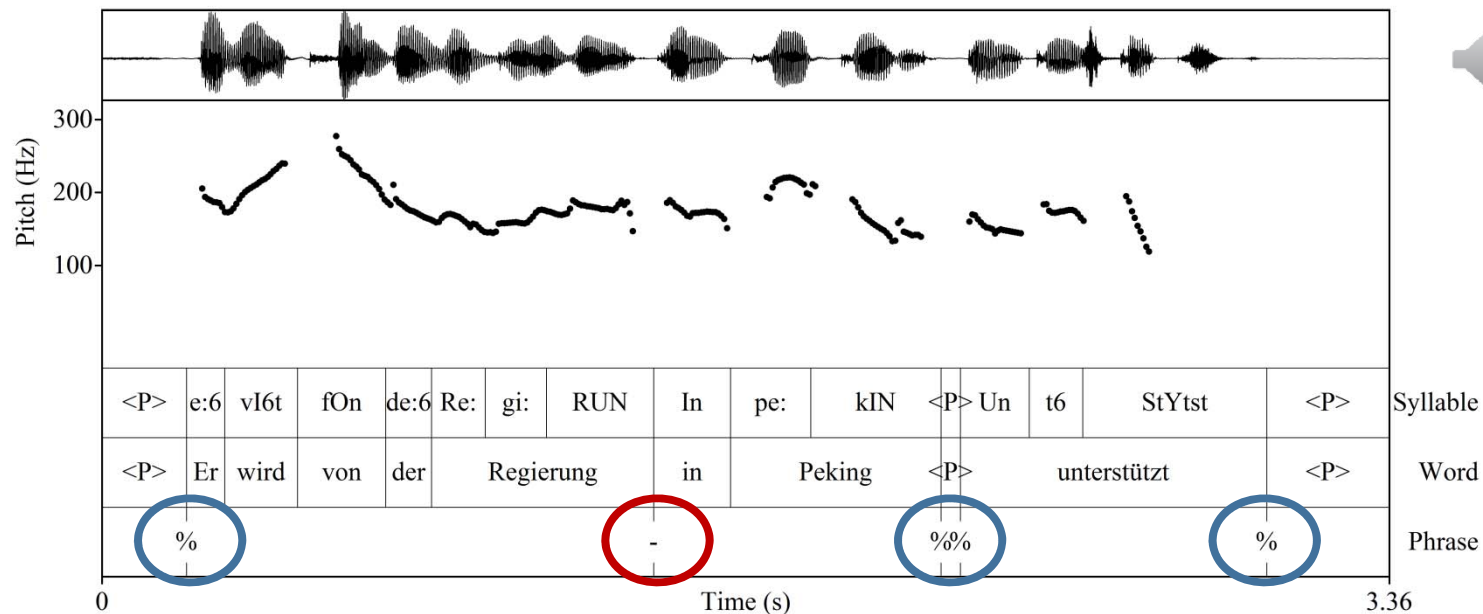 300
200
100
Pitch (Hz)
<P> e:6 vI6t fOn de:6 Re: gi: RUN In pe: kIN <P> Un t6 StYtst <P> Syllable
<P> Er wird von der Regierung in Peking <P> unterstützt <P> Word
% - %% % Phrase
0 Time (s) 3.36